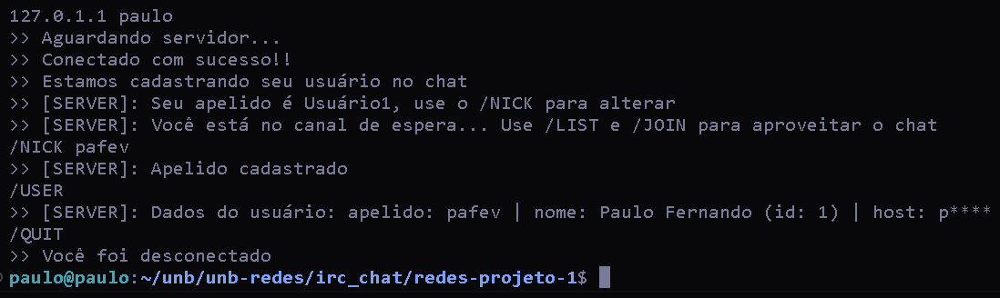 127.0.1.1 paulo
>> Aguardando servidor...
>> Conectado com sucesso!!
>> Estamos cadastrando seu usuário no chat
>> [SERVER]: Seu apelido é Usuário1, use o /NICK para alterar
>> [SERVER]: Você está no canal de espera... Use /LIST e /JOIN para aproveitar o chat
/NICK pafev
>> [SERVER]: Apelido cadastrado
/USER
>> [SERVER]: Dados do usuário: apelido: pafev | nome: Paulo Fernando (id: 1) | host: p****
/QUIT
>> Você foi desconectado
paulo@paulo:~/unb/unb-redes/irc_chat/redes-projeto-1$